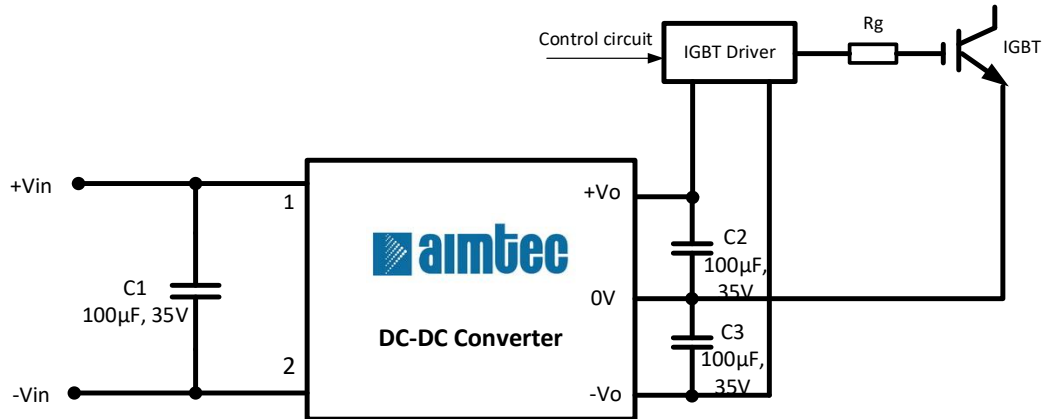 Control circuit
IGBT Driver
Rg
IGBT
+Vin
1
C1
100µF, 35V
-Vin
2
aimtec
DC-DC Converter
+Vo
0V
-Vo
C2
100µF,
35V
C3
100µF,
35V